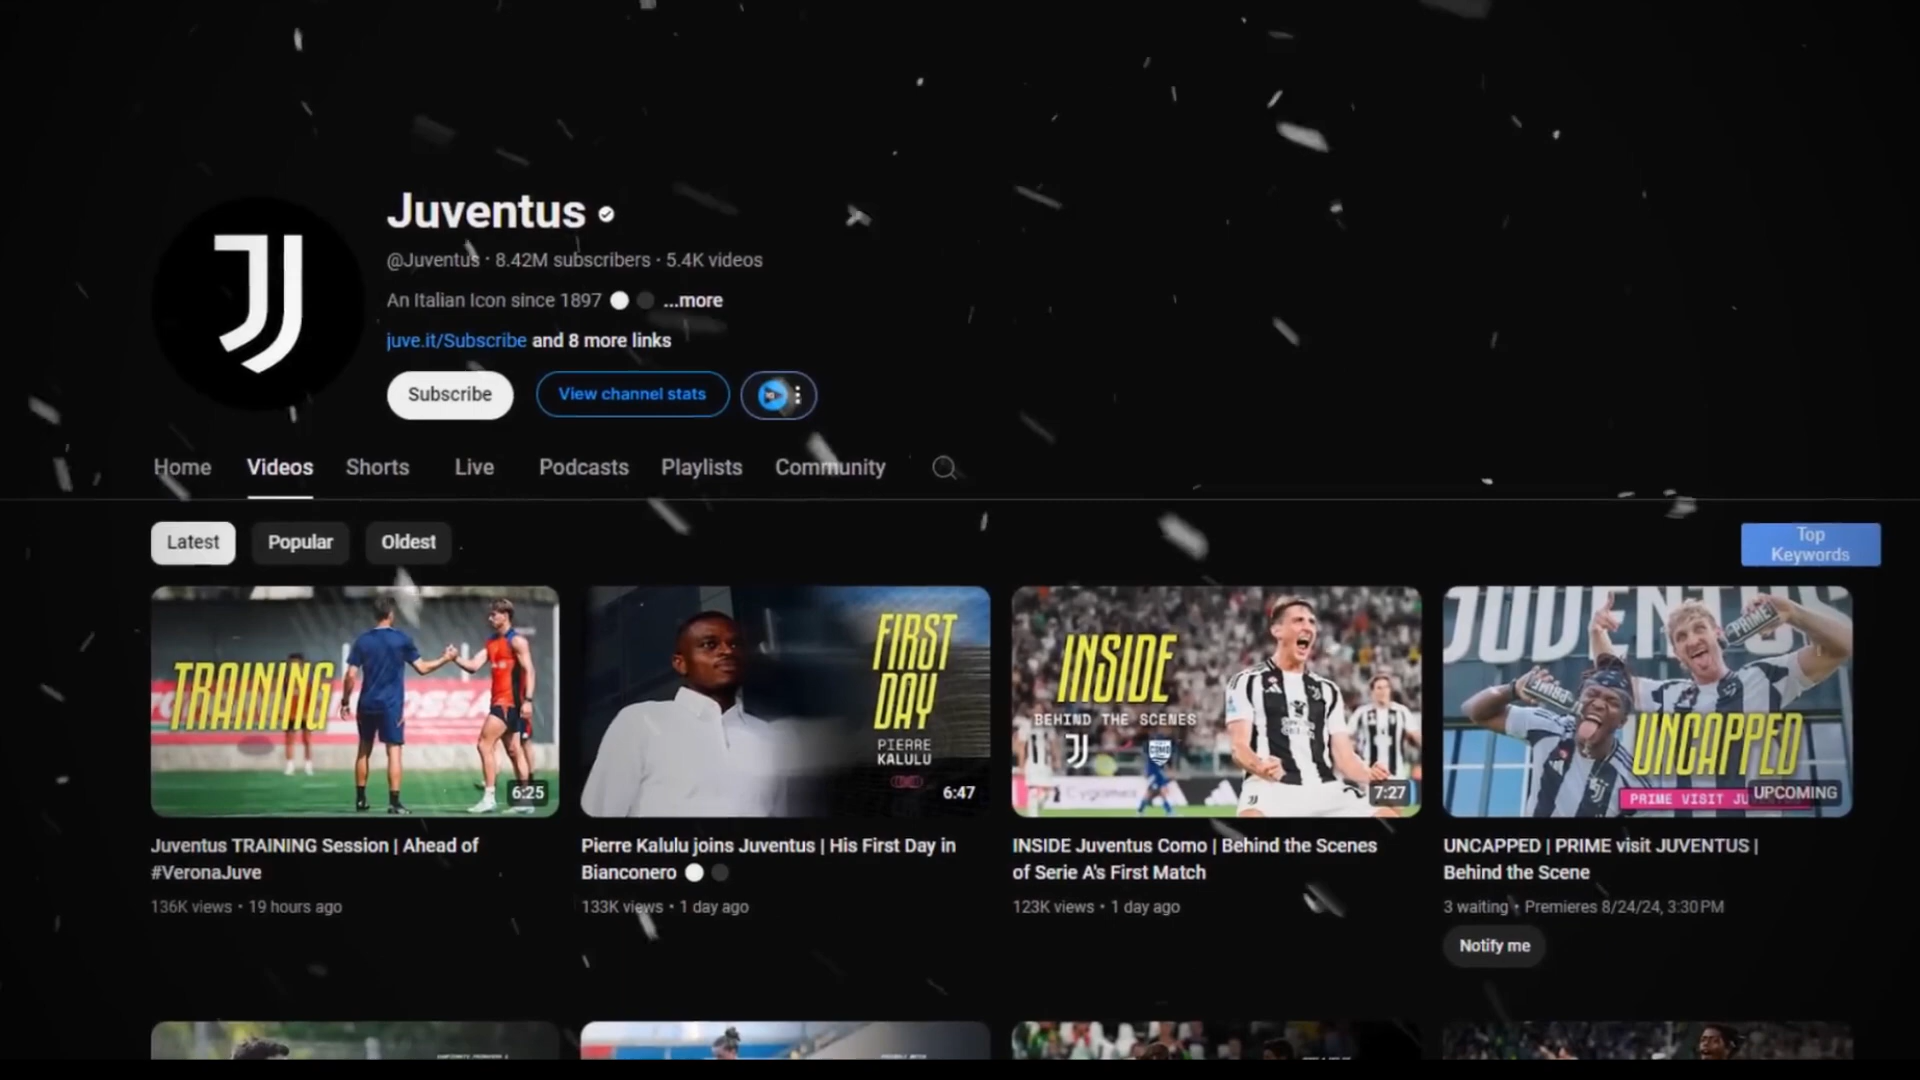 Juventus
@Juventus · 8.42M subscribers · 5.4K videos
An Italian Icon since 1897 ...more
juve.it/Subscribe and 8 more links
Subscribe
View channel stats
Home
Videos
Shorts
Live
Podcasts
Playlists
Community
Latest
Popular
Oldest
Top
Keywords
TRAINING
6:25
FIRST
DAY
PIERRE
KALULU
6:47
INSIDE
BEHIND THE SCENES
COMO
7:27
JUVENTUS
PRIME
PRIME
UNCAPPED
PRIME VISIT
UPCOMING
Juventus TRAINING Session | Ahead of
#VeronaJuve
136K views · 19 hours ago
Pierre Kalulu joins Juventus | His First Day in
Bianconero
133K views · 1 day ago
INSIDE Juventus Como | Behind the Scenes
of Serie A's First Match
123K views · 1 day ago
UNCAPPED | PRIME visit JUVENTUS |
Behind the Scene
3 waiting · Premieres 8/24/24, 3:30 PM
Notify me